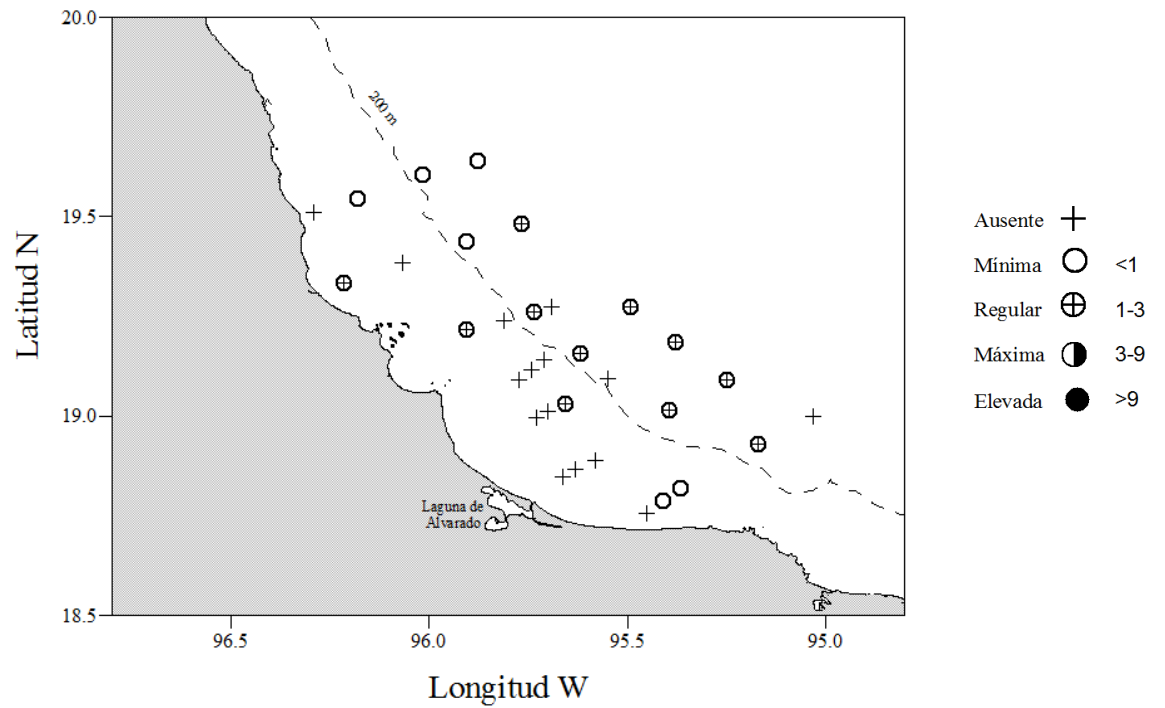 20.0
200 m
19.5
Latitud N
19.0
Laguna de
Alvarado
18.5
96.5 96.0 95.5 95.0
Longitud W
Ausente
Mínima <1
Regular 1-3
Máxima 3-9
Elevada >9